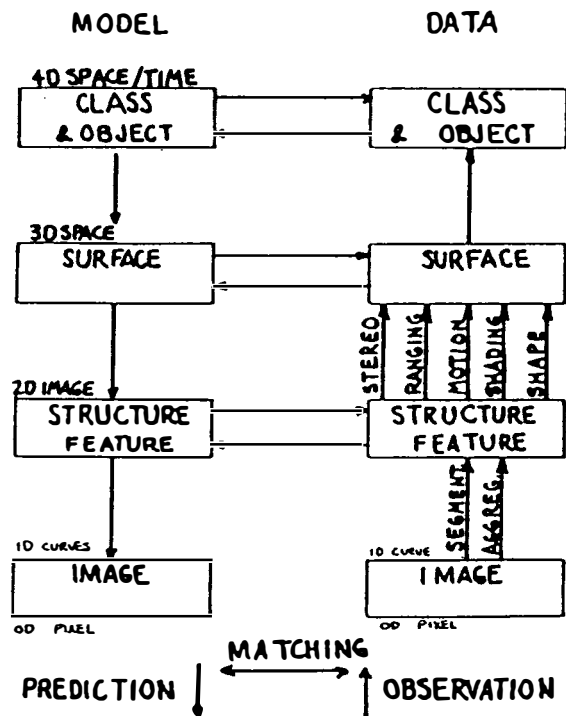 MODEL DATA
4D SPACE/TIME
CLASS
& OBJECT
CLASS
& OBJECT
3D SPACE
SURFACE
SURFACE
STEREO
RANGING
MOTION
SHADING
SHAPE
2D IMAGE
STRUCTURE
FEATURE
STRUCTURE
FEATURE
SEGMENT.
AGGREG.
1D CURVES
IMAGE
0D PIXEL
1D CURVE
IMAGE
0D PIXEL
MATCHING
PREDICTION
OBSERVATION